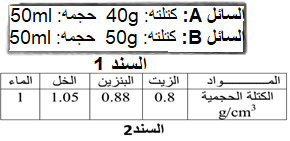 السائل A: كتلته: 40g حجمه: 50ml
السائل B: كتلته: 50g حجمه: 50ml
السند 1
المــــــواد الزيت البنزين الخل الماء
الكتلة الحجمية g/cm³ 0.8 0.88 1.05 1
السند2